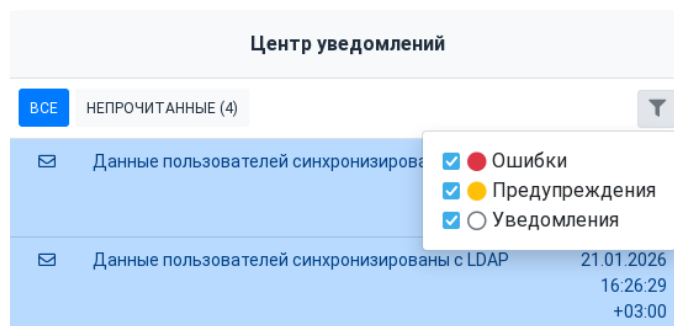 Центр уведомлений
ВСЕ
НЕПРОЧИТАННЫЕ (4)
Данные пользователей
Ошибки
Предупреждения
Уведомления
Данные пользователей синхронизированы с LDAP
21.01.2026
16:26:29
+03:00